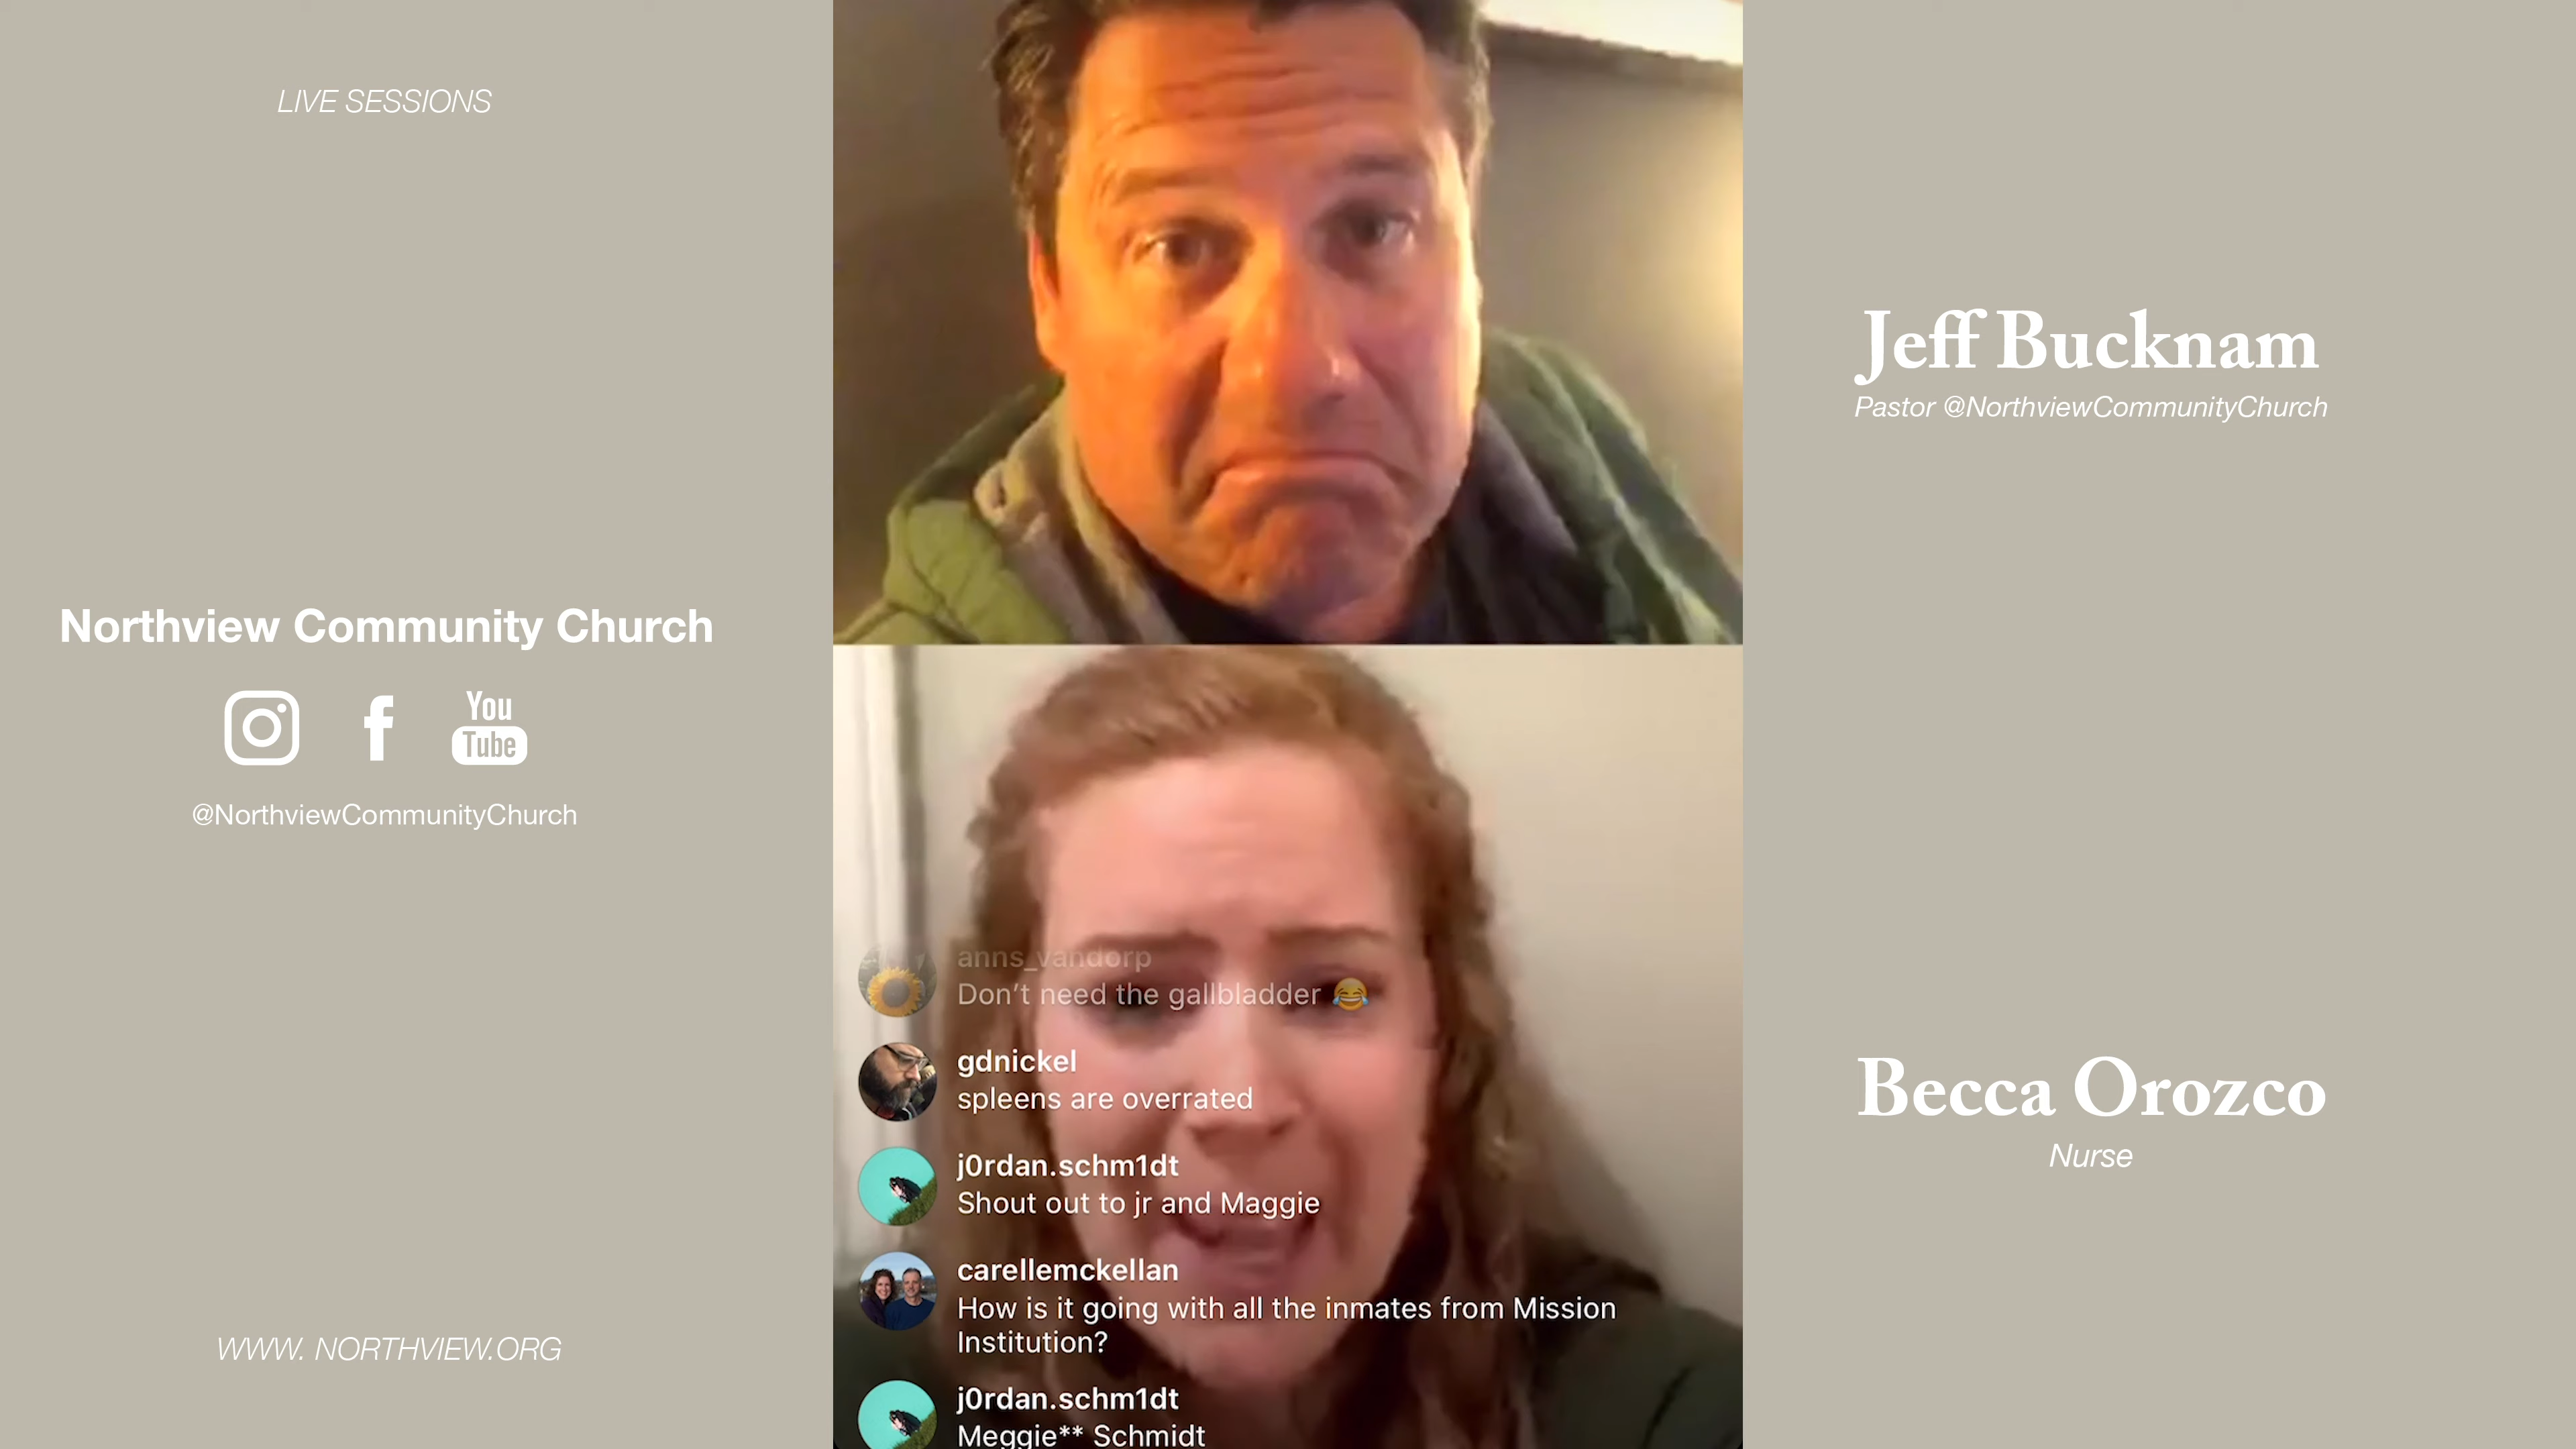 LIVE SESSIONS
Northview Community Church
You
Tube
@NorthviewCommunityChurch
WWW. NORTHVIEW.ORG
anns_vandorp
Don’t need the gallbladder 😂
gdnickel
spleens are overrated
j0rdan.schm1dt
Shout out to jr and Maggie
carellemckellan
How is it going with all the inmates from Mission
Institution?
j0rdan.schm1dt
Meggie** Schmidt
Jeff Bucknam
Pastor @NorthviewCommunityChurch
Becca Orozco
Nurse